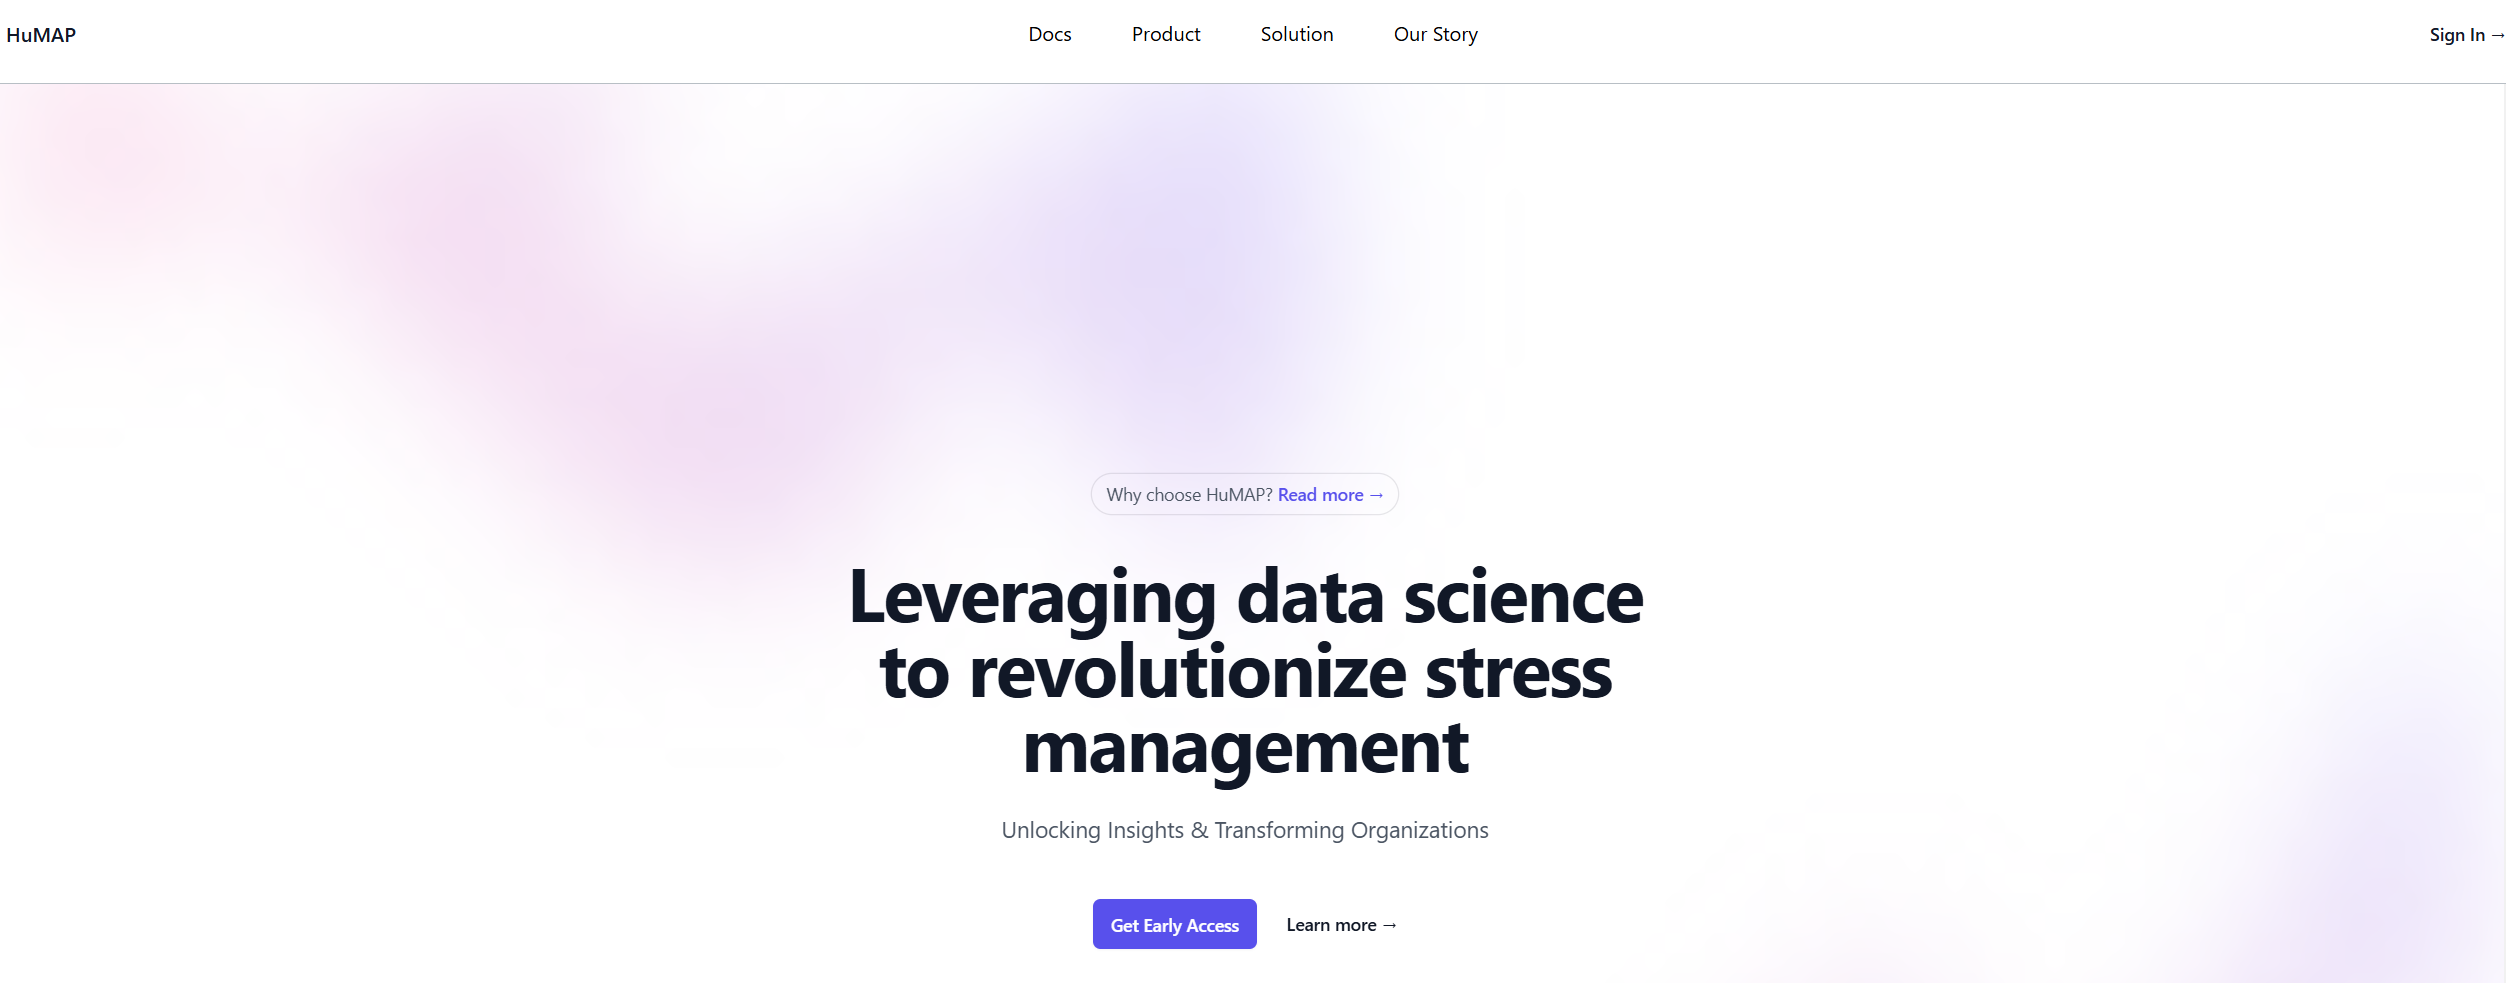 HuMAP
Docs
Product
Solution
Our Story
Sign In →
Why choose HuMAP? Read more →
Leveraging data science
to revolutionize stress
management
Unlocking Insights & Transforming Organizations
Get Early Access
Learn more →